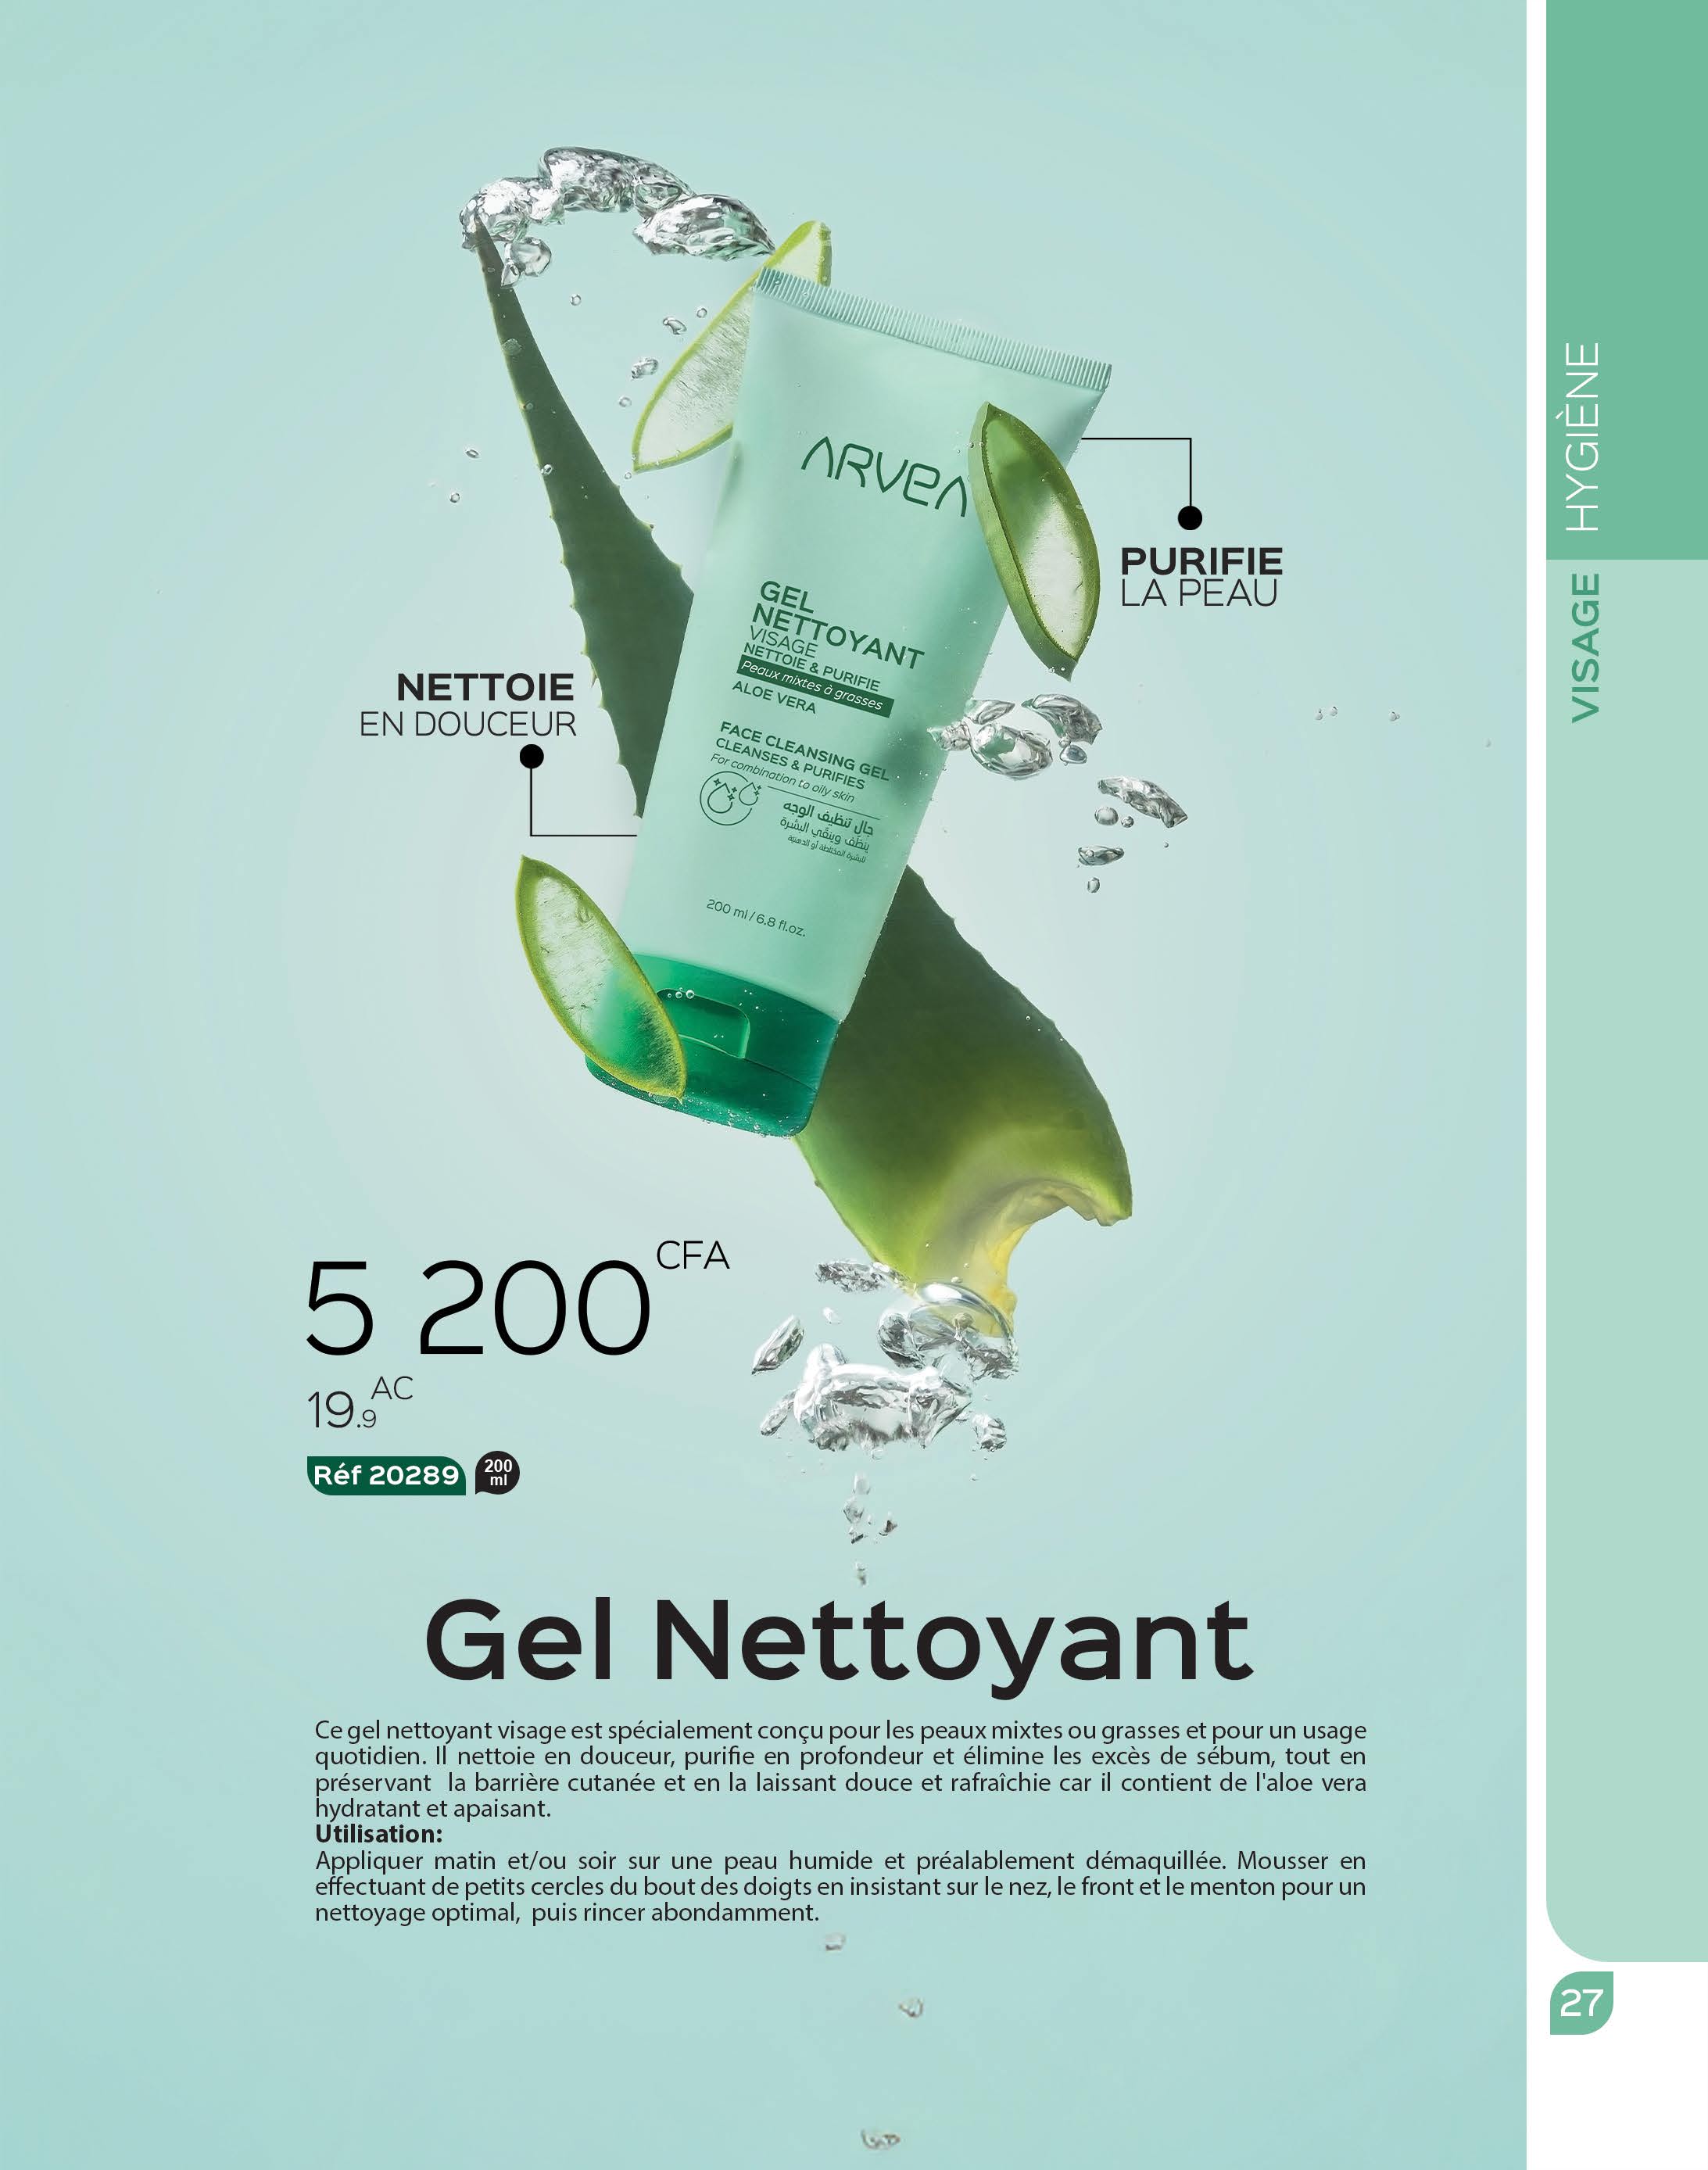 HYGIÈNE
VISAGE
ARVEA
PURIFIE
LA PEAU
GEL
NETTOYANT
VISAGE
NETTOIE & PURIFIE
Peaux mixtes à grasses
ALOE VERA
NETTOIE
EN DOUCEUR
FACE CLEANSING GEL
CLEANSES & PURIFIES
For combination to oily skin
جال تنظيف الوجه
ينظّف وينقّي البشرة
للبشرة المختلطة أو الدهنية
200 ml / 6.8 fl.oz.
5 200 CFA
19.9 AC
Réf 20289
200
ml
Gel Nettoyant
Ce gel nettoyant visage est spécialement conçu pour les peaux mixtes ou grasses et pour un usage
quotidien. Il nettoie en douceur, purifie en profondeur et élimine les excès de sébum, tout en
préservant la barrière cutanée et en la laissant douce et rafraîchie car il contient de l'aloe vera
hydratant et apaisant.
Utilisation:
Appliquer matin et/ou soir sur une peau humide et préalablement démaquillée. Mousser en
effectuant de petits cercles du bout des doigts en insistant sur le nez, le front et le menton pour un
nettoyage optimal, puis rincer abondamment.
27